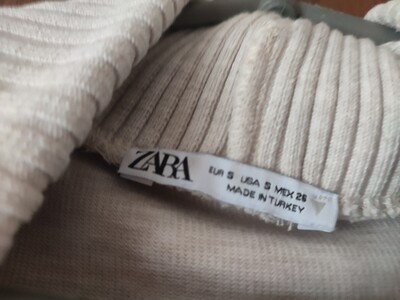 ZARA
EUR S USA S MEX 26
MADE IN TURKEY